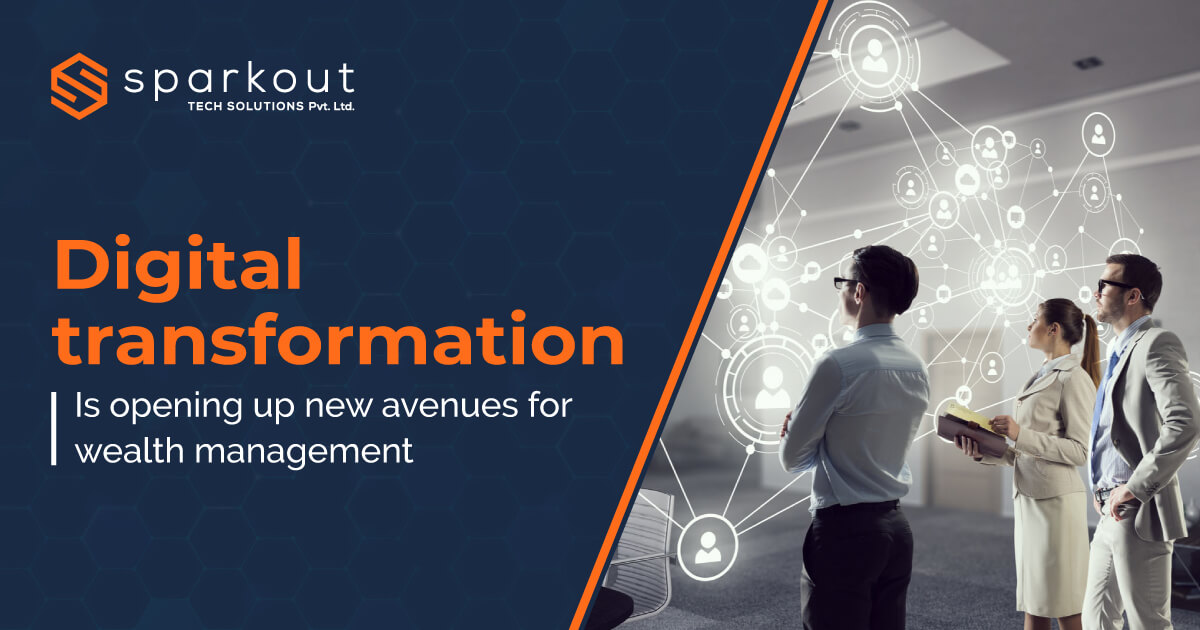 sparkout
TECH SOLUTIONS Pvt. Ltd.
Digital
transformation
Is opening up new avenues for
wealth management